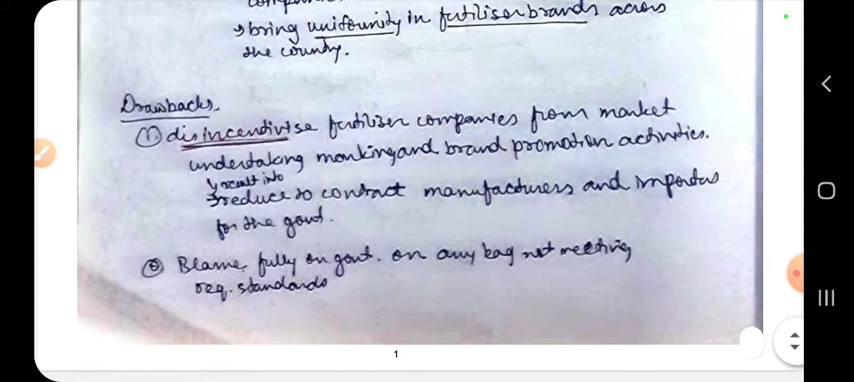 → bring uniformity in fertiliser brands across
the country.
Drawbacks.
① disincentivise fertiliser companies from market
undertaking and brand promotion activities.
↳ result into
reduce to contract manufacturers and importers
for the govt.
② Blame fully on govt. on any bag not meeting
req. standards
1